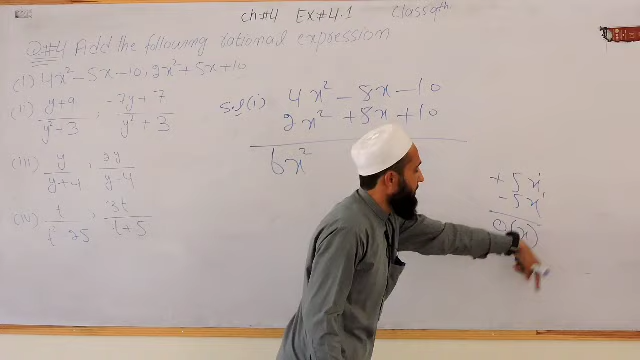 Ch#4 EX#4.1 Class 9th
Q#4 Add the following rational expression
(i) 4x² - 5x - 10, 2x² + 5x + 10
(ii) y+9/y²+3 , -7y+7/y²+3
(iii) y/y+4 , 2y/y-4
(iv) t/t²-25 , 3t/t+5
Sol (i) 4x² - 5x - 10
2x² + 5x + 10
6x²
+ 5x
- 5x
0(x)